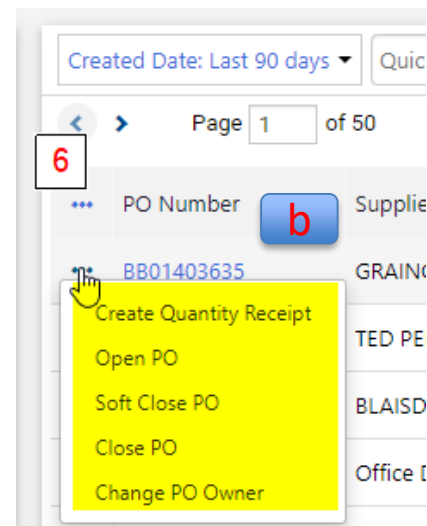 Created Date: Last 90 days Quic
Page 1 of 50
6
PO Number b Supplie
BB01403635 GRAING
Create Quantity Receipt
TED PE
Open PO
Soft Close PO BLAISD
Close PO
Office
Change PO Owner